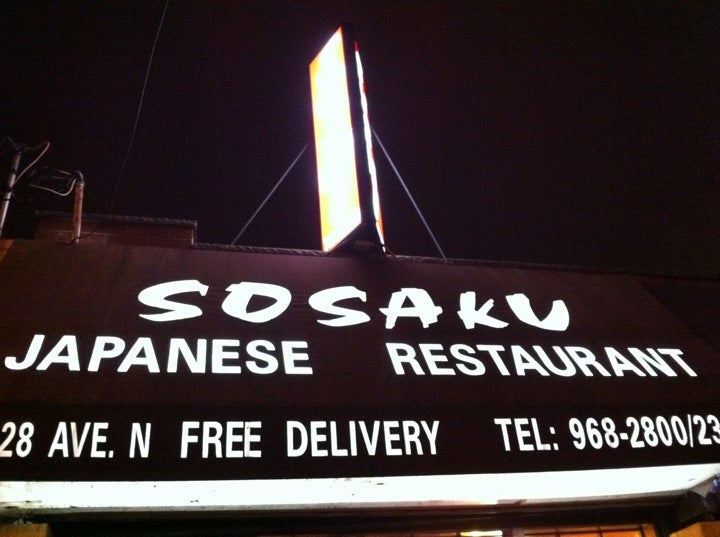 SOSAKU
JAPANESE RESTAURANT
28 AVE. N FREE DELIVERY TEL: 968-2800/23